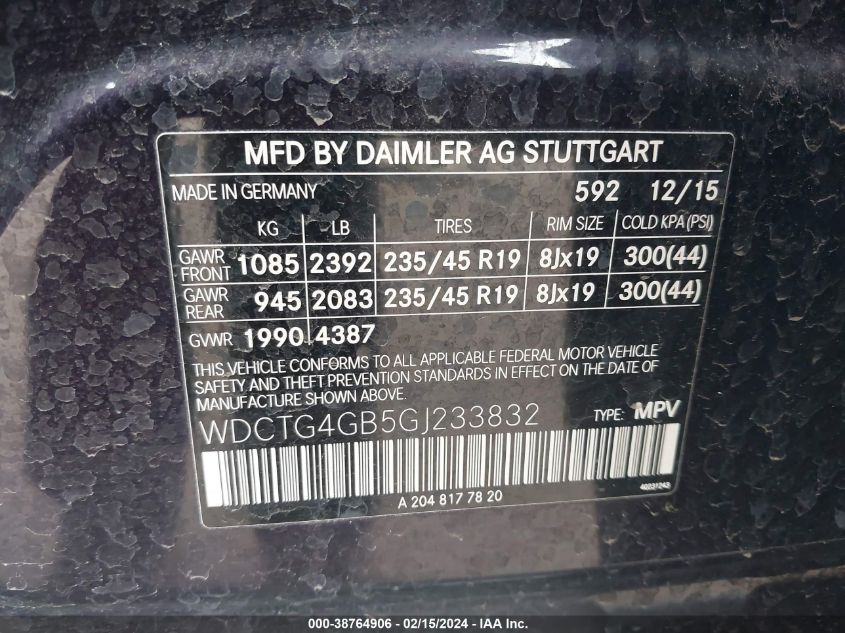 MFD BY DAIMLER AG STUTTGART
MADE IN GERMANY 592 12/15
KG LB TIRES RIM SIZE COLD KPA (PSI)
GAWR FRONT 1085 2392 235/45 R19 8Jx19 300(44)
GAWR REAR 945 2083 235/45 R19 8Jx19 300(44)
GVWR 1990 4387
THIS VEHICLE CONFORMS TO ALL APPLICABLE FEDERAL MOTOR VEHICLE
SAFETY AND THEFT PREVENTION STANDARDS IN EFFECT ON THE DATE OF
MANUFACTURE SHOWN ABOVE.
WDCTG4GB5GJ233832 TYPE: MPV
A 204 817 78 20 40231243
000-38764906 - 02/15/2024 - IAA Inc.